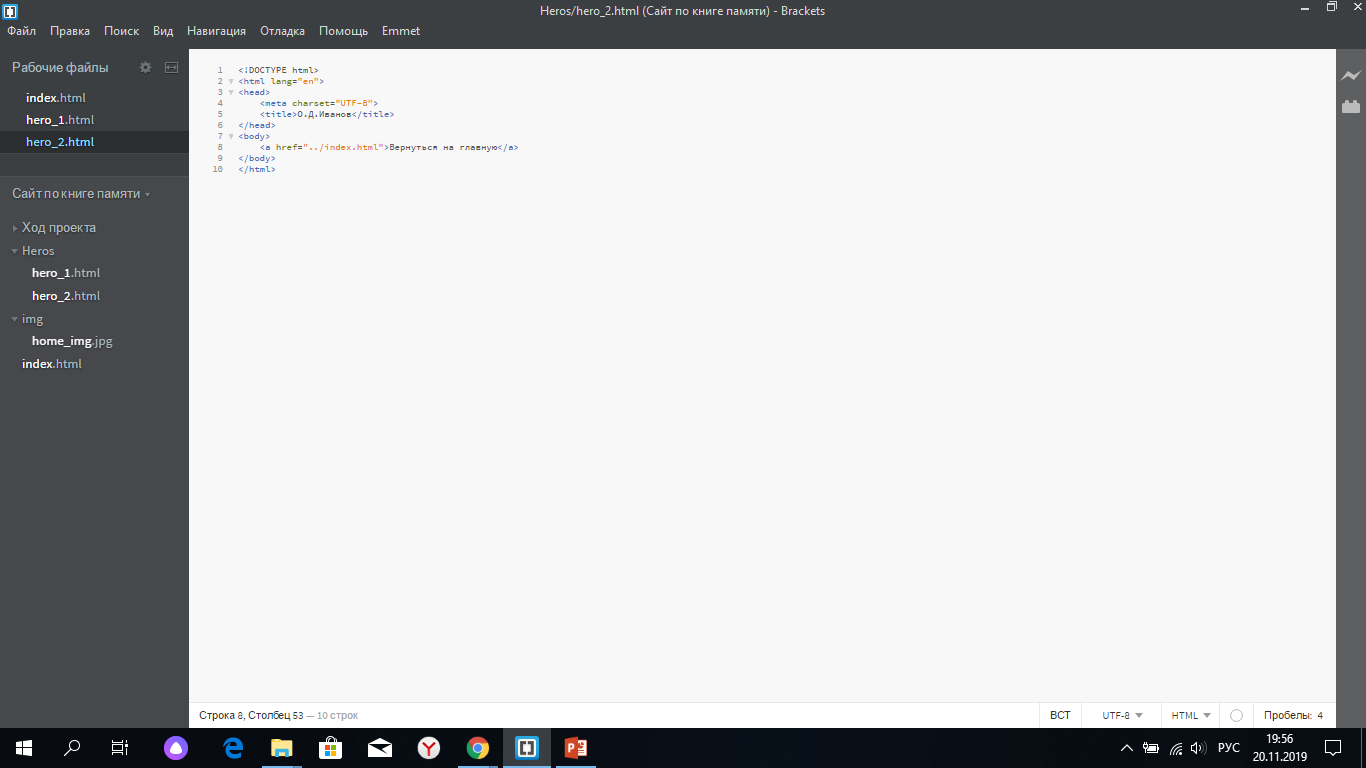 Heros/hero_2.html (Сайт по книге памяти) - Brackets
Файл Правка Поиск Вид Навигация Отладка Помощь Emmet
Рабочие файлы
index.html
hero_1.html
hero_2.html
Сайт по книге памяти
Ход проекта
Heros
hero_1.html
hero_2.html
img
home_img.jpg
index.html
1 <!DOCTYPE html>
2 <html lang="en">
3 <head>
4 <meta charset="UTF-8">
5 <title>О.Д.Иванов</title>
6 </head>
7 <body>
8 <a href="../index.html">Вернуться на главную</a>
9 </body>
10 </html>
Строка 8, Столбец 53 — 10 строк ВСТ UTF-8 HTML Пробелы: 4
РУС 19:56
20.11.2019